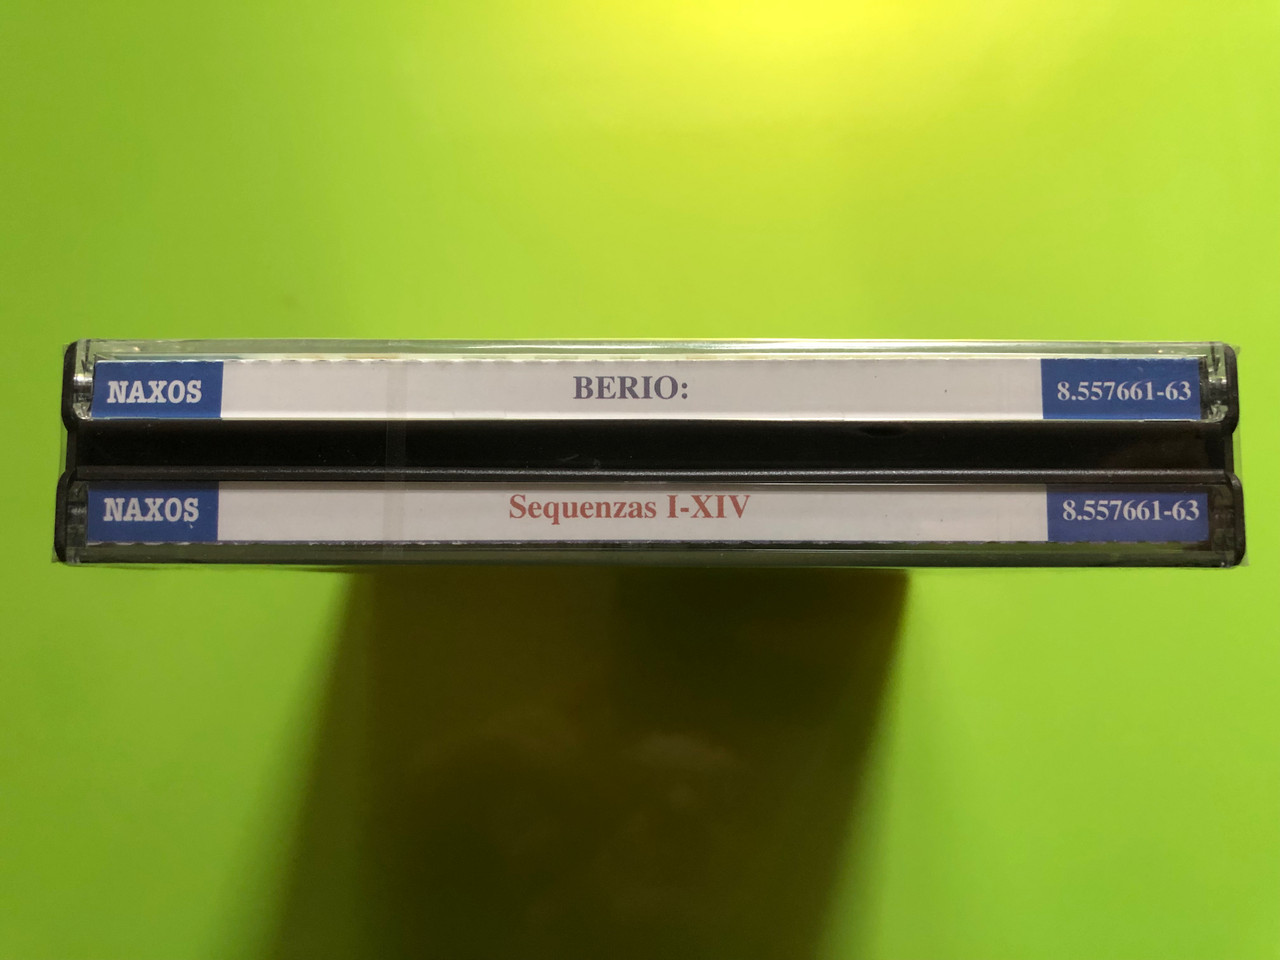 NAXOS BERIO: 8.557661-63
NAXOS Sequenzas I-XIV 8.557661-63